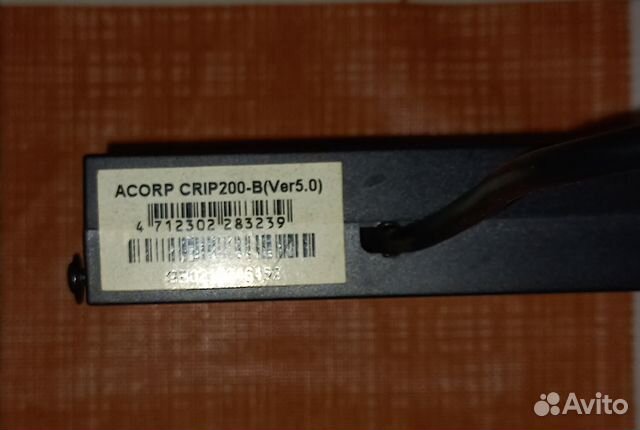 ACORP CRIP200-B(Ver5.0)
4 712302 283239
Avito